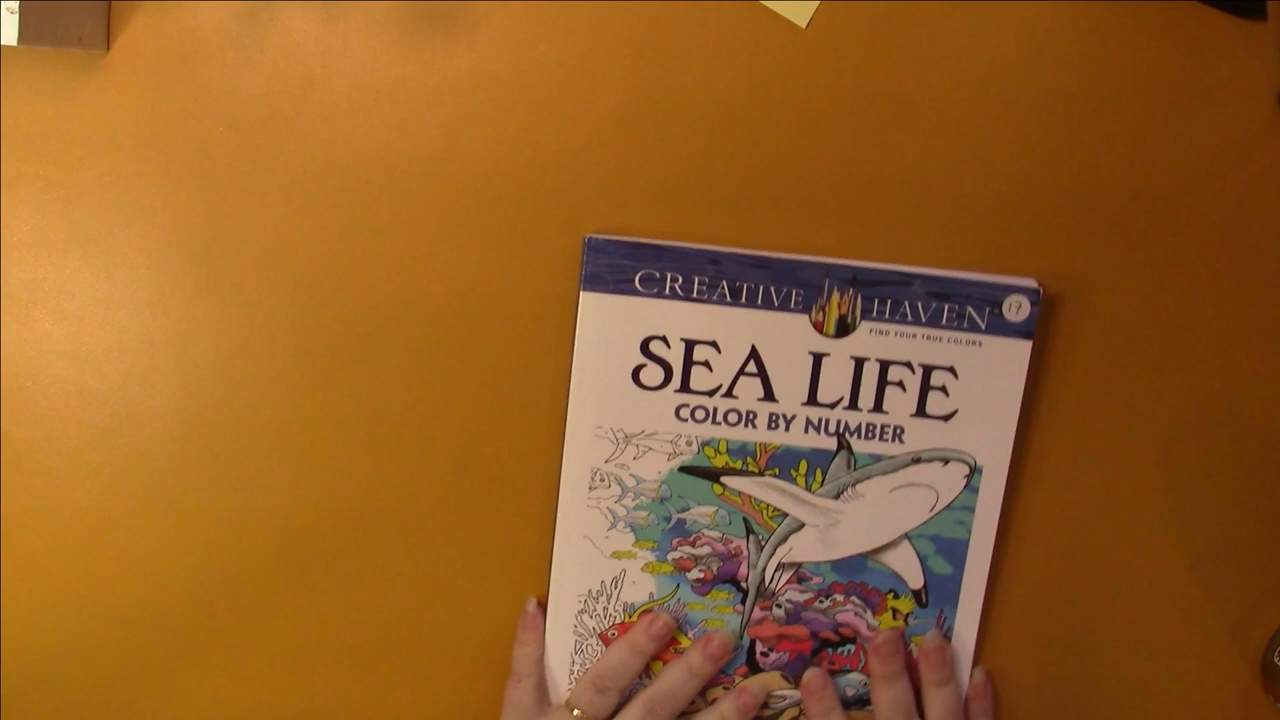 CREATIVE HAVEN
17
FIND YOUR TRUE COLORS
SEA LIFE
COLOR BY NUMBER